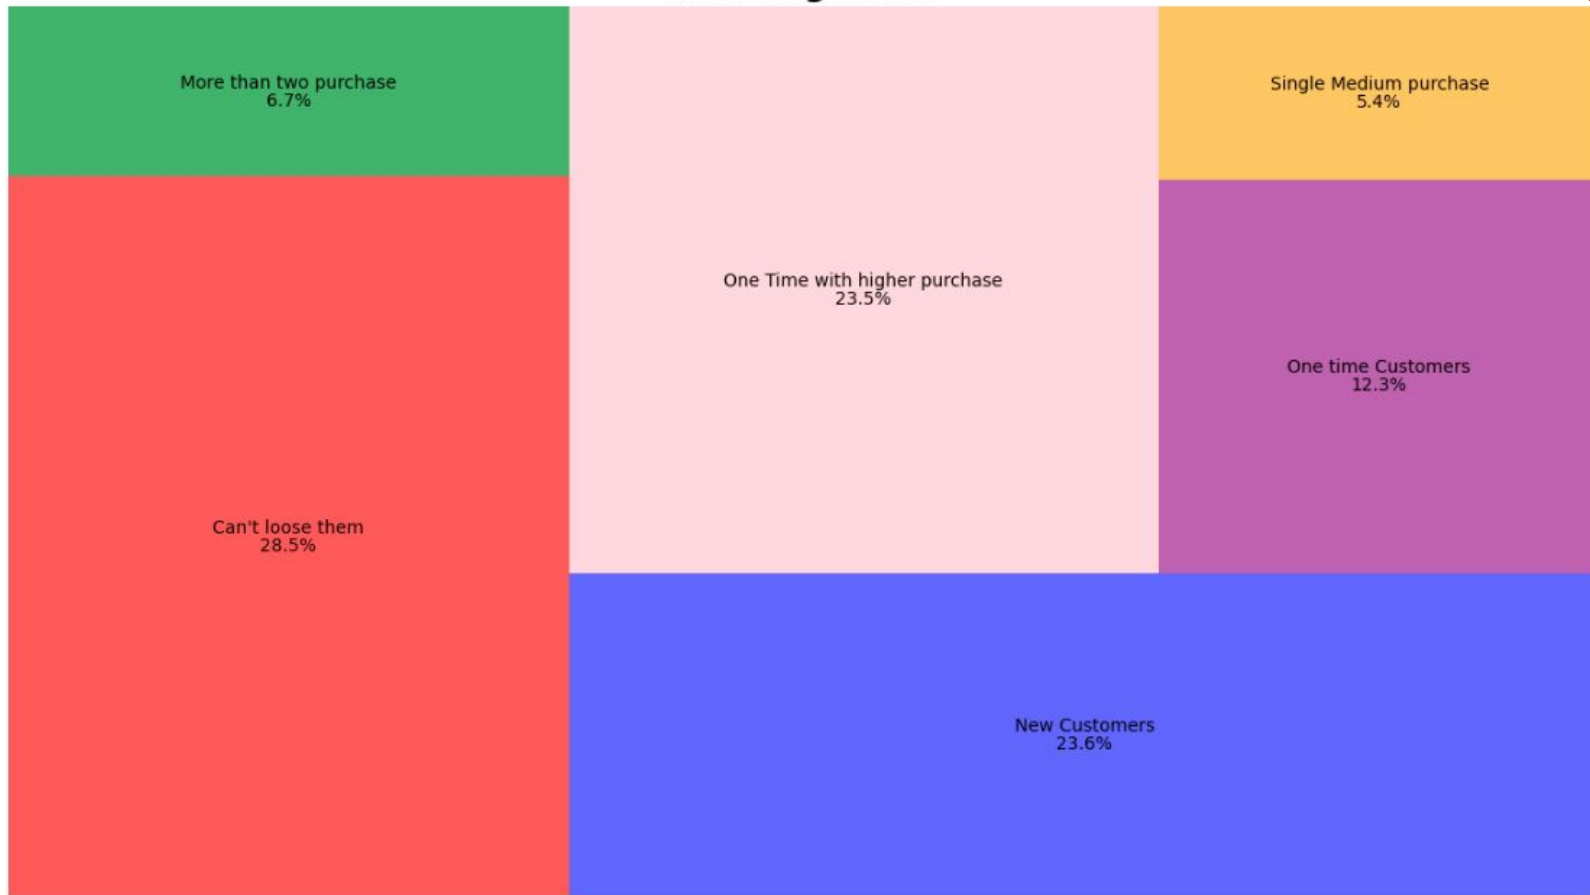 More than two purchase
6.7%
Single Medium purchase
5.4%
One Time with higher purchase
23.5%
One time Customers
12.3%
Can't loose them
28.5%
New Customers
23.6%